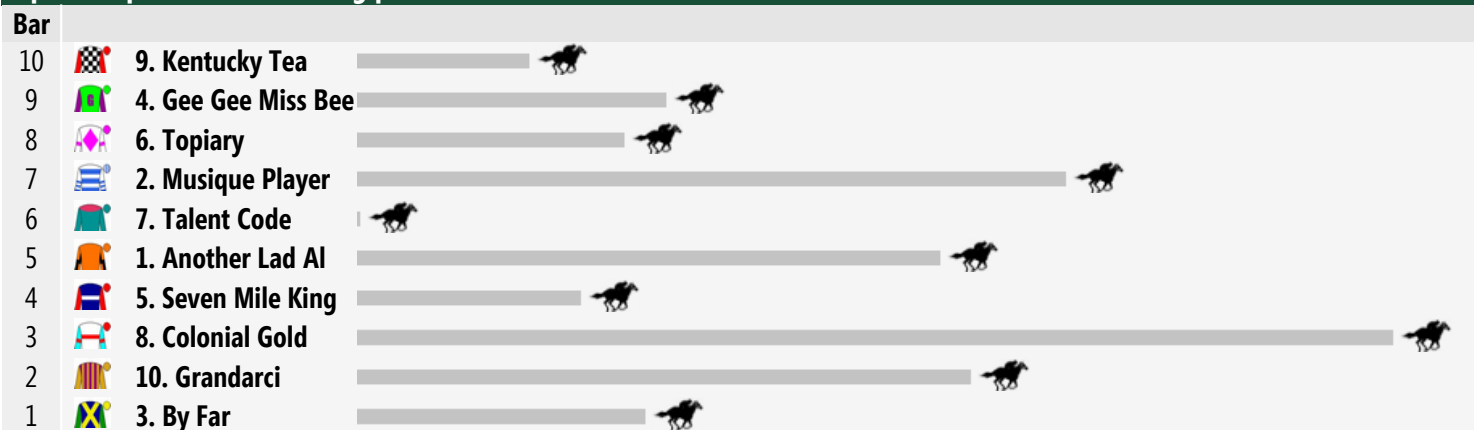 Bar
10 9. Kentucky Tea
9 G 4. Gee Gee Miss Bee
8 6. Topiary
7 2. Musique Player
6 7. Talent Code
5 1. Another Lad Al
4 5. Seven Mile King
3 8. Colonial Gold
2 10. Grandarci
1 3. By Far